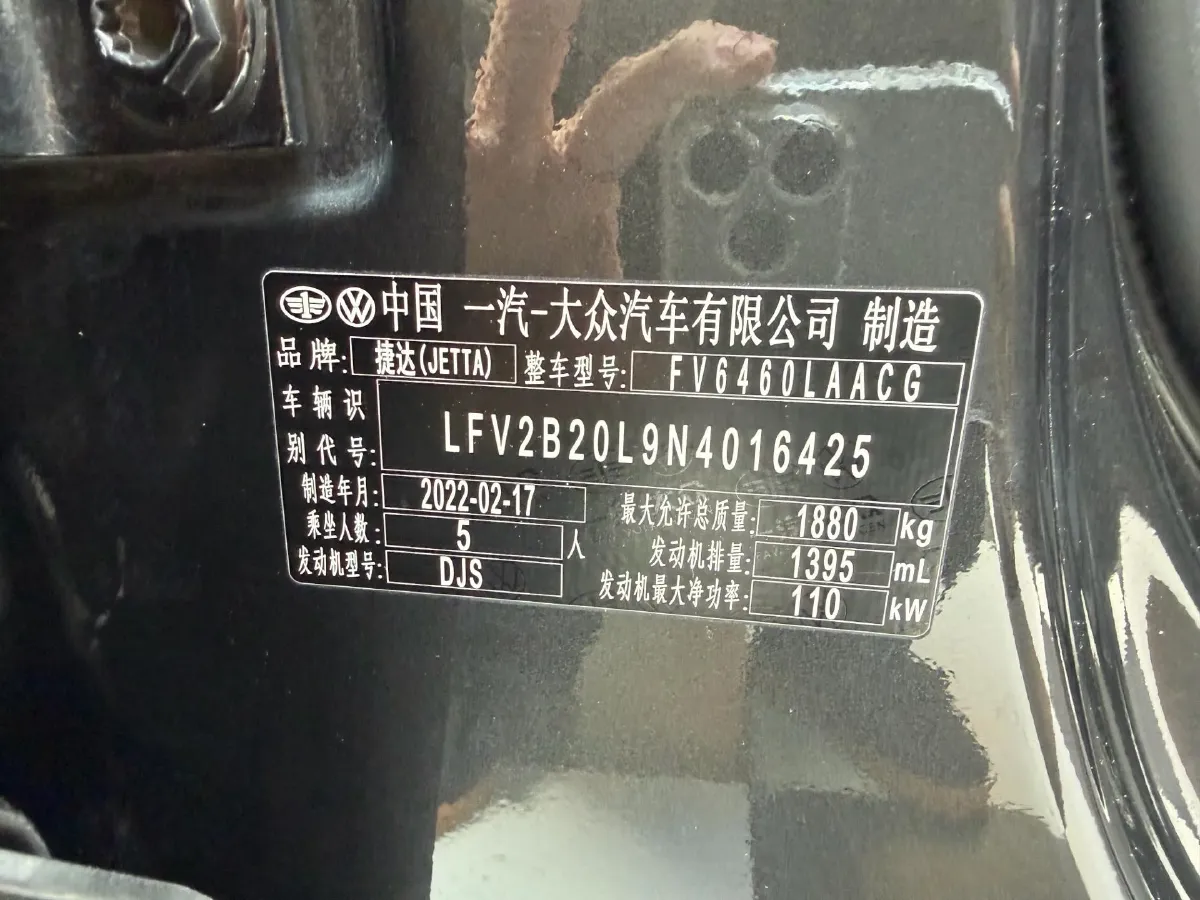 中国 一汽-大众汽车有限公司 制造
品牌: 捷达(JETTA) 整车型号: FV6460LAACG
车辆识别代号: LFV2B20L9N4016425
制造年月: 2022-02-17 最大允许总质量: 1880 kg
乘坐人数: 5 人 发动机排量: 1395 mL
发动机型号: DJS 发动机最大净功率: 110 kW